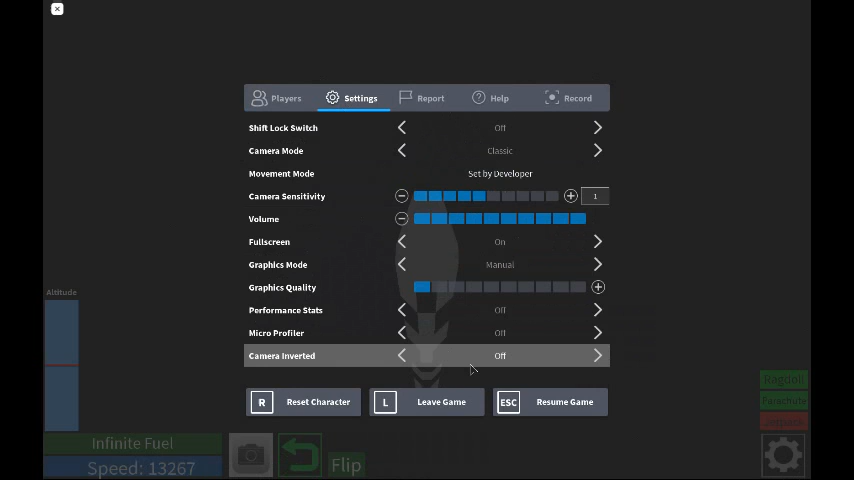 Players
Settings
Report
Help
Record
Shift Lock Switch
Off
Camera Mode
Classic
Movement Mode
Set by Developer
Camera Sensitivity
1
Volume
Fullscreen
On
Graphics Mode
Manual
Graphics Quality
Performance Stats
Off
Micro Profiler
Off
Camera Inverted
Off
R
Reset Character
L
Leave Game
ESC
Resume Game
Altitude
Infinite Fuel
Speed: 13267
Flip
Ragdoll
Parachute